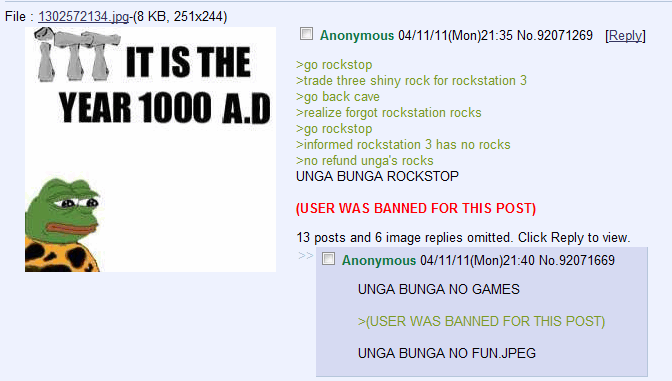 File : 1302572134.jpg-(8 KB, 251x244)
IT IS THE
YEAR 1000 A.D
Anonymous 04/11/11(Mon)21:35 No.92071269 [Reply]
>go rockstop
>trade three shiny rock for rockstation 3
>go back cave
>realize forgot rockstation rocks
>go rockstop
>informed rockstation 3 has no rocks
>no refund unga's rocks
UNGA BUNGA ROCKSTOP
(USER WAS BANNED FOR THIS POST)
13 posts and 6 image replies omitted. Click Reply to view.
>> Anonymous 04/11/11(Mon)21:40 No.92071669
UNGA BUNGA NO GAMES
>(USER WAS BANNED FOR THIS POST)
UNGA BUNGA NO FUN.JPEG